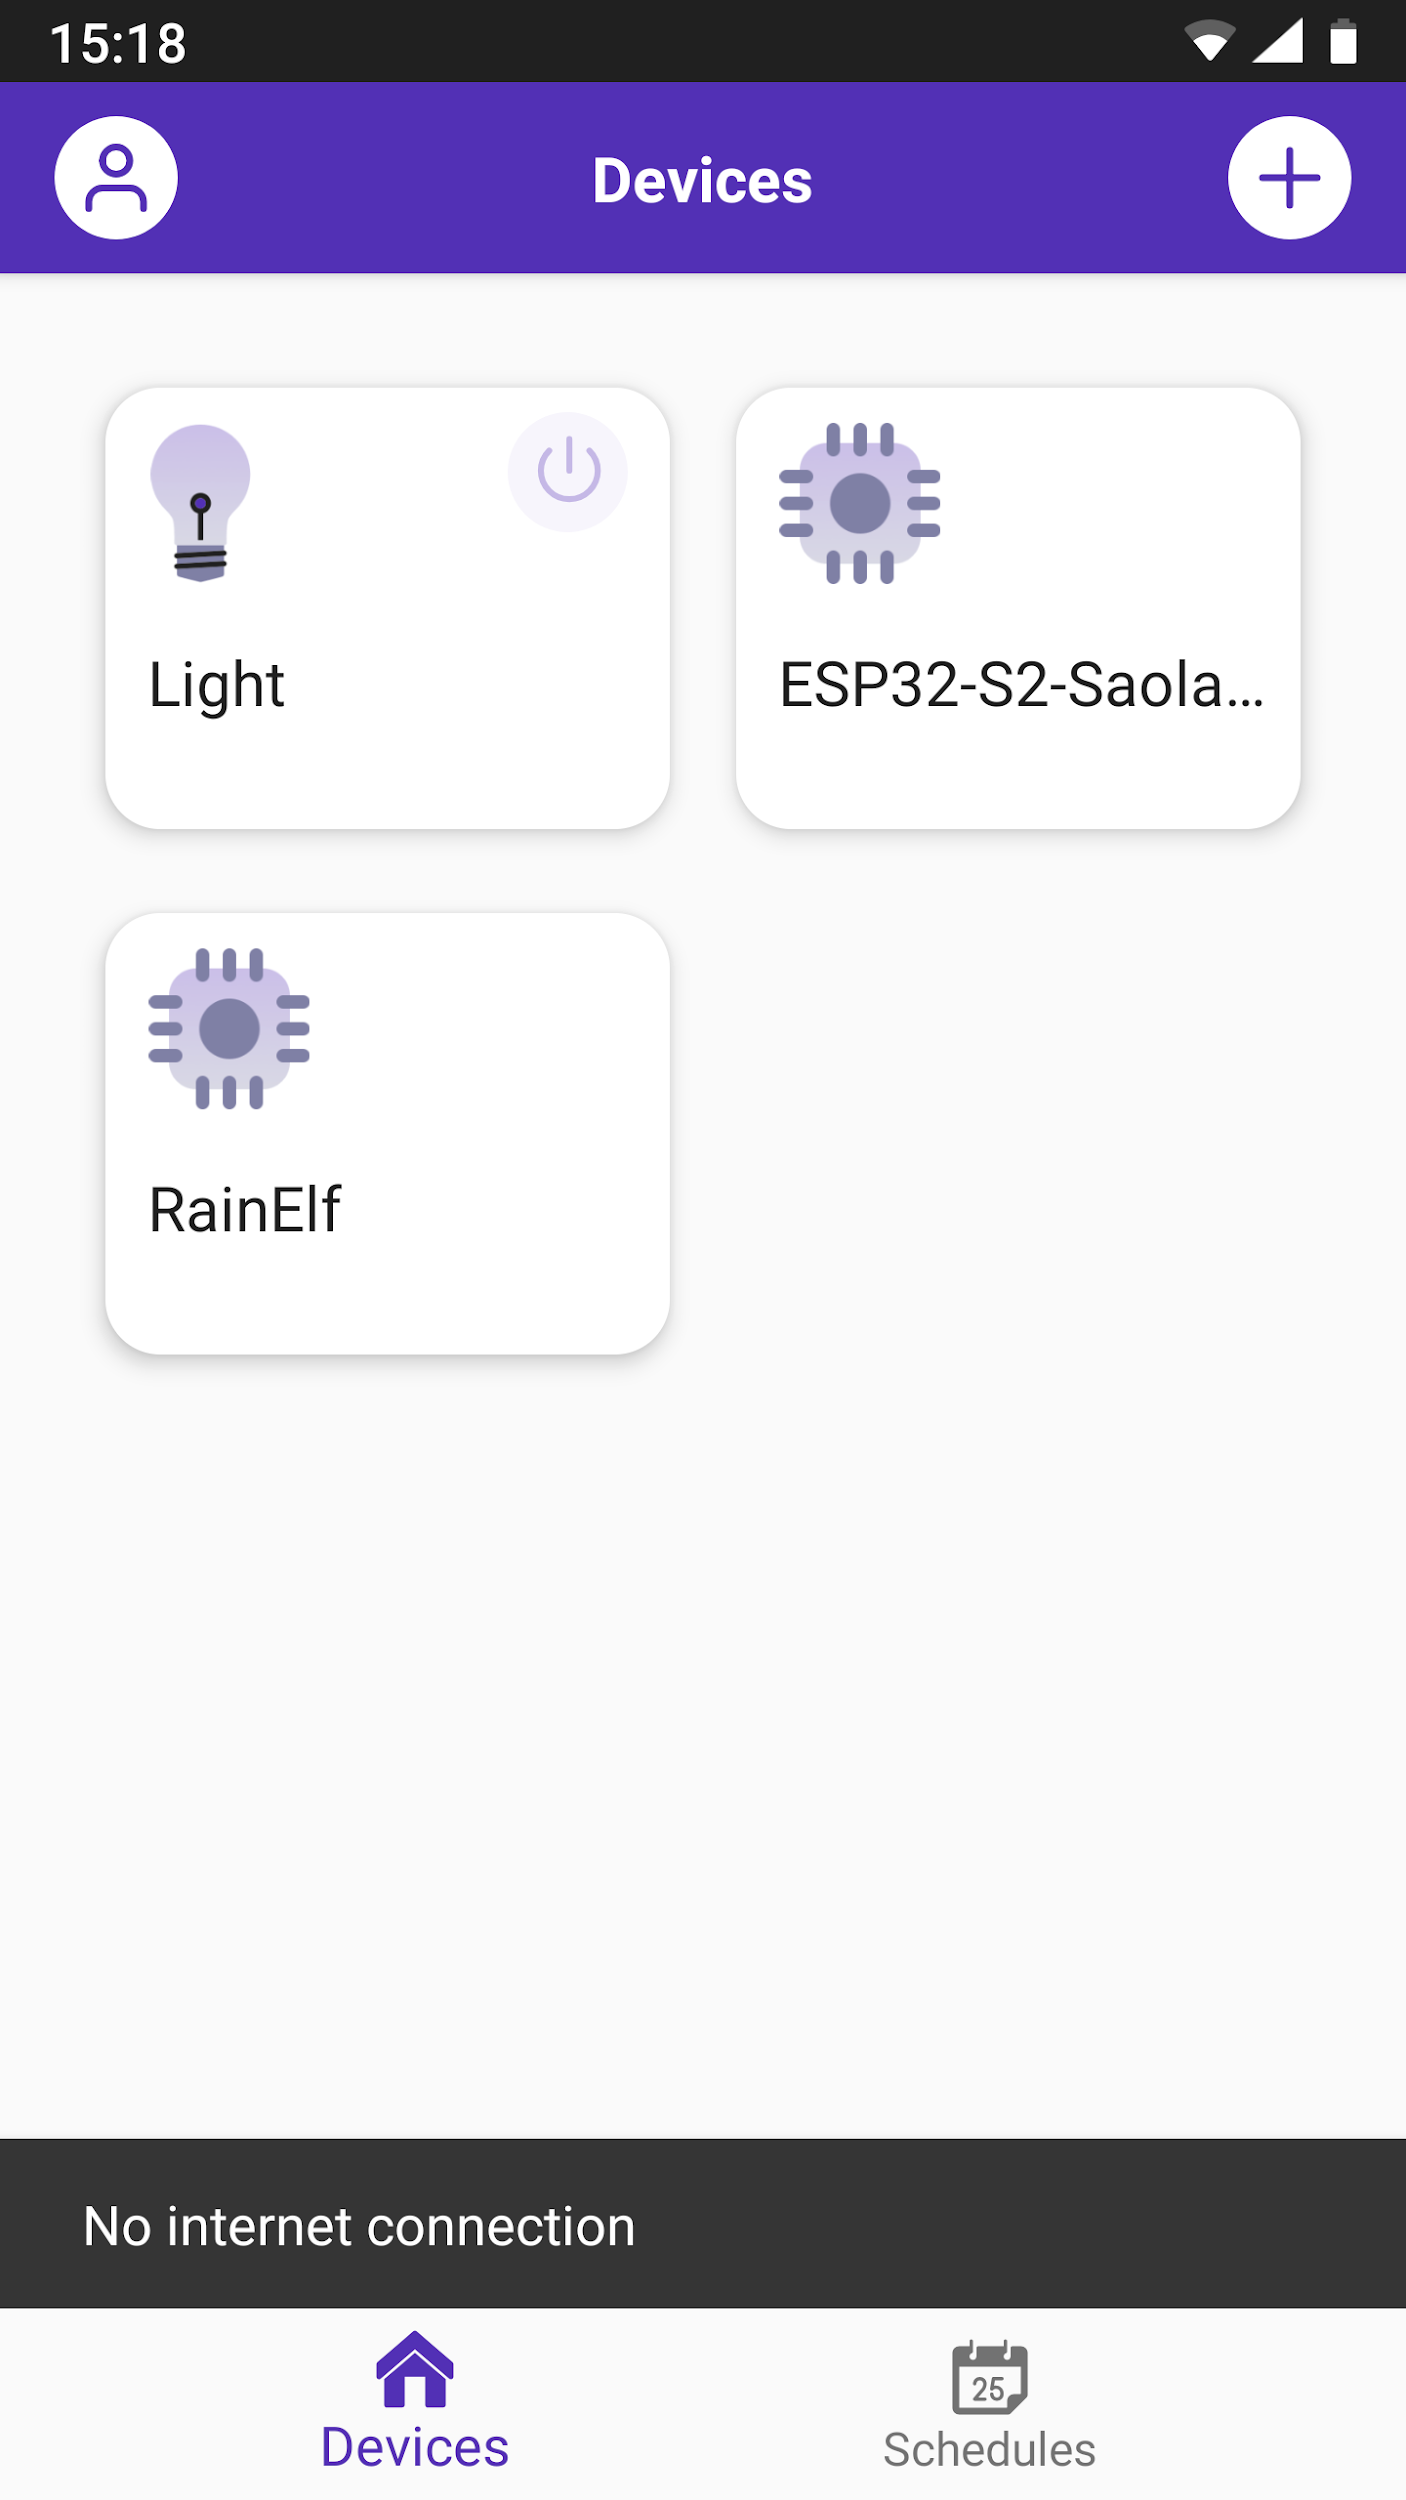 15:18
Devices
Light
ESP32-S2-Saola...
RainElf
No internet connection
25
Devices
Schedules